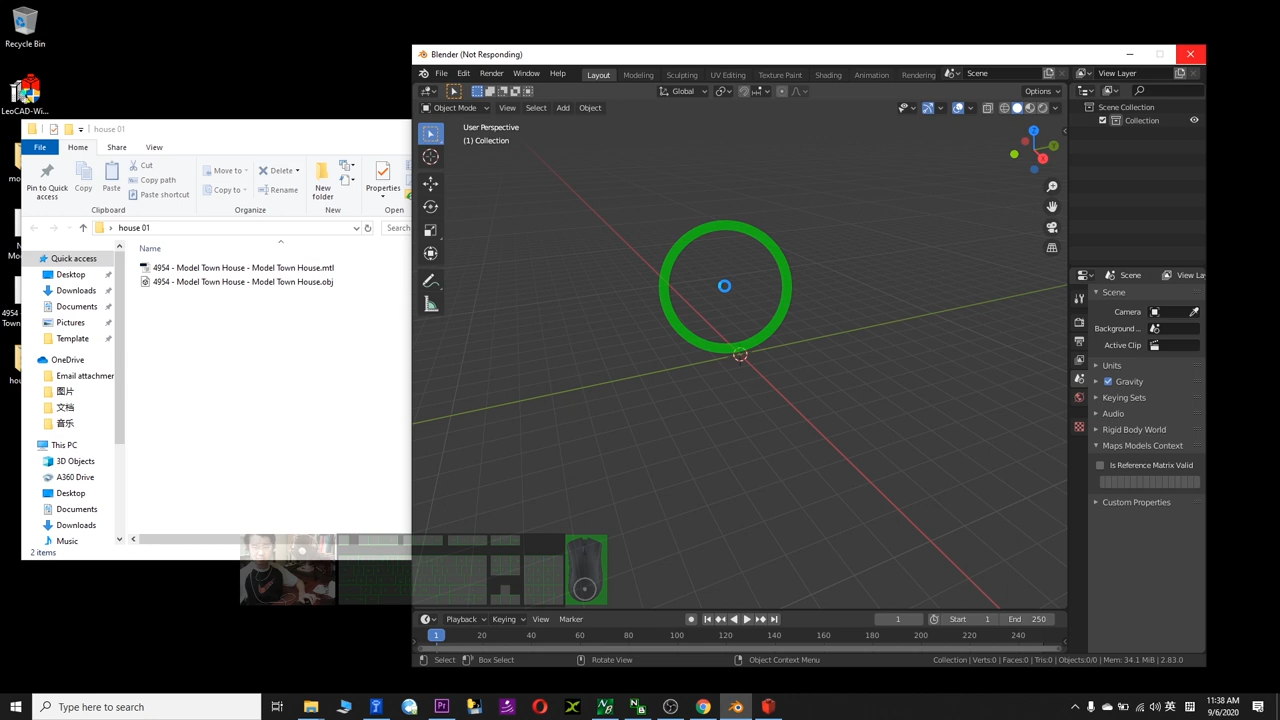 Recycle Bin
LeoCAD-Wi...
house 01
File
Home
Share
View
Pin to Quick access
Copy
Paste
Cut
Copy path
Paste shortcut
Clipboard
Move to
Copy to
Delete
Rename
Organize
New folder
New
Properties
Open
house 01
Search
Name
Quick access
Desktop
Downloads
Documents
Pictures
Template
OneDrive
Email attachmen
图片
文档
音乐
This PC
3D Objects
A360 Drive
Desktop
Documents
Downloads
Music
4954 - Model Town House - Model Town House.mtl
4954 - Model Town House - Model Town House.obj
2 items
Blender (Not Responding)
File
Edit
Render
Window
Help
Layout
Modeling
Sculpting
UV Editing
Texture Paint
Shading
Animation
Rendering
Scene
View Layer
Global
Options
Object Mode
View
Select
Add
Object
User Perspective
(1) Collection
Z
Y
X
Scene Collection
Collection
Scene
View Lay
Scene
Camera
Background ...
Active Clip
Units
Gravity
Keying Sets
Audio
Rigid Body World
Maps Models Context
Is Reference Matrix Valid
Custom Properties
Playback
Keying
View
Marker
1
Start 1
End 250
1 20 40 60 80 100 120 140 160 180 200 220 240
Select
Box Select
Rotate View
Object Context Menu
Collection | Verts:0 | Faces:0 | Tris:0 | Objects:0/0 | Mem: 34.1 MiB | 2.83.0
Type here to search
英
11:38 AM
9/6/2020